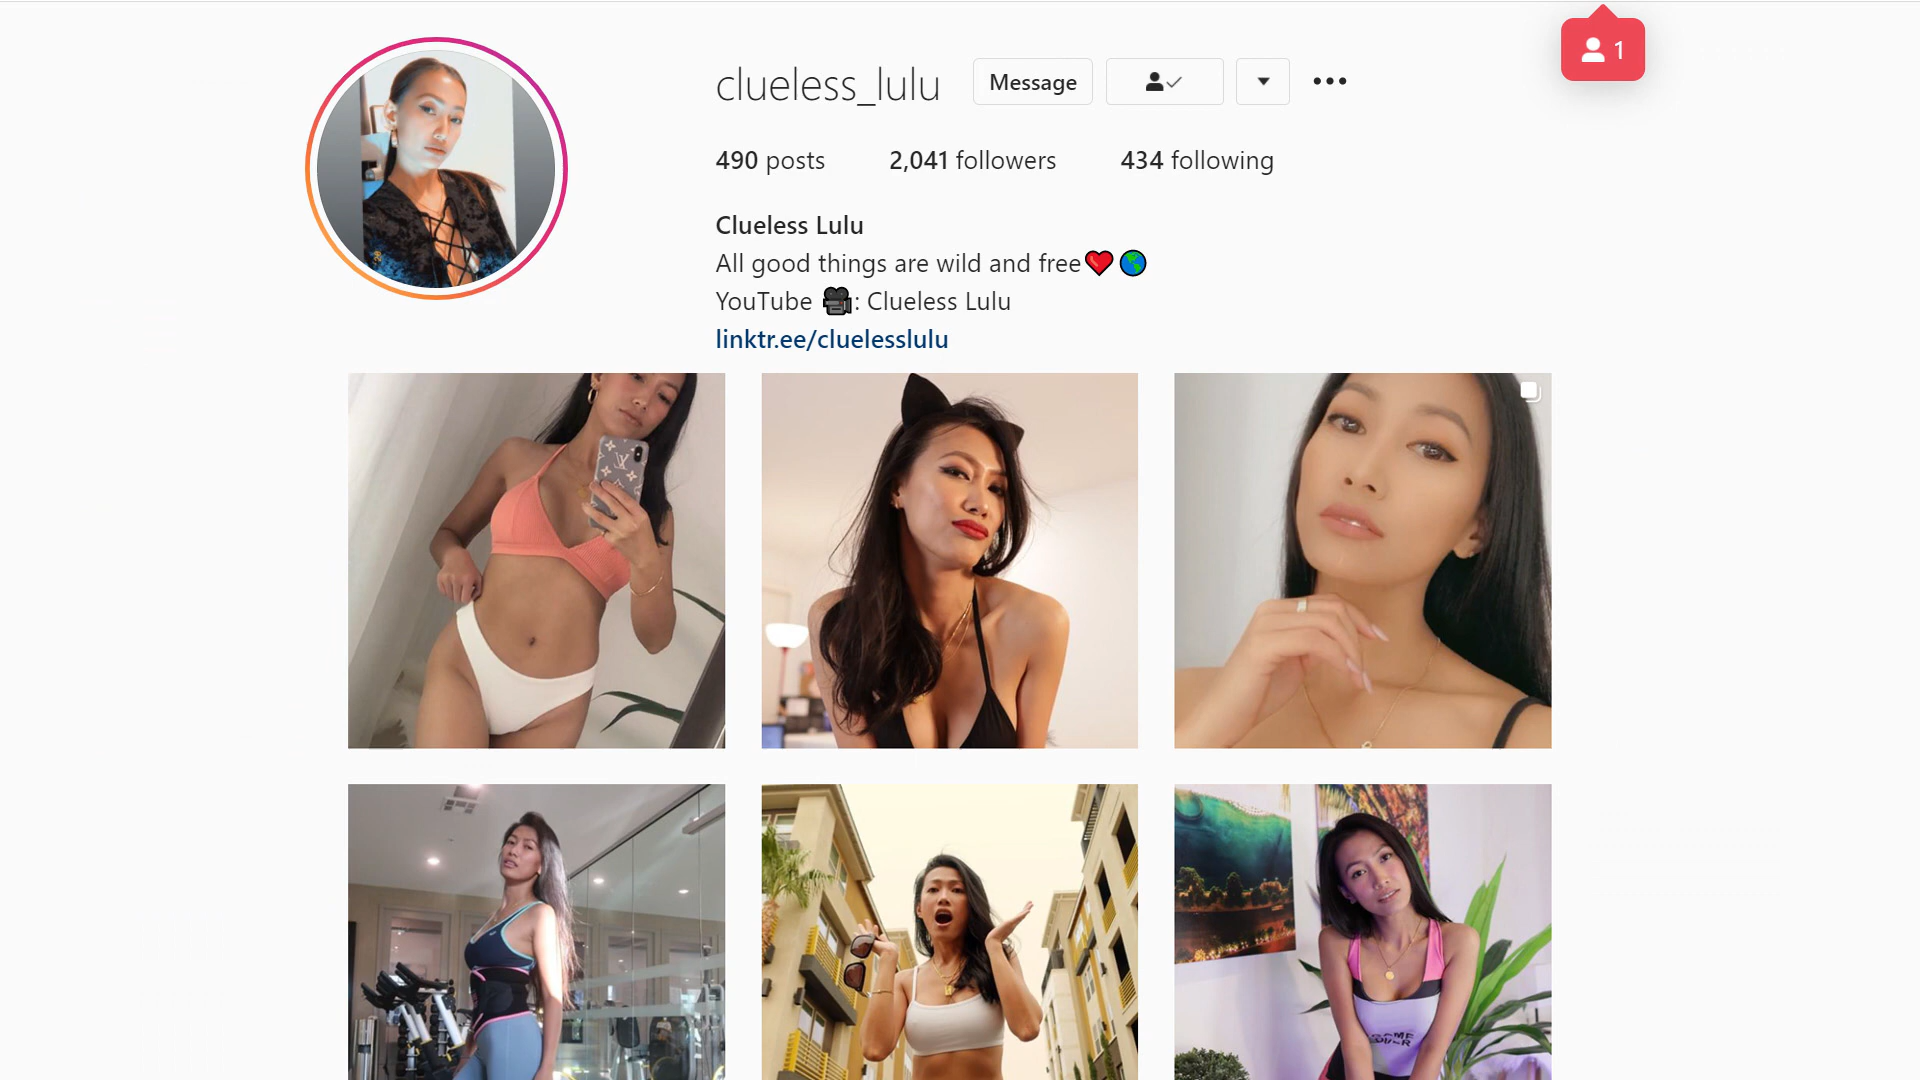 1
clueless_lulu Message
490 posts 2,041 followers 434 following
Clueless Lulu
All good things are wild and free❤️🌎
YouTube 🎥: Clueless Lulu
linktr.ee/cluelesslulu